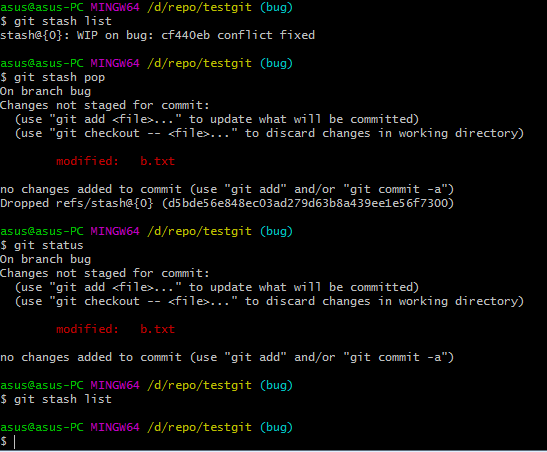 asus@asus-PC MINGW64 /d/repo/testgit (bug)
$ git stash list
stash@{0}: WIP on bug: cf440eb conflict fixed
asus@asus-PC MINGW64 /d/repo/testgit (bug)
$ git stash pop
On branch bug
Changes not staged for commit:
  (use "git add <file>..." to update what will be committed)
  (use "git checkout -- <file>..." to discard changes in working directory)
        modified:   b.txt
no changes added to commit (use "git add" and/or "git commit -a")
Dropped refs/stash@{0} (d5bde56e848ec03ad279d63b8a439ee1e56f7300)
asus@asus-PC MINGW64 /d/repo/testgit (bug)
$ git status
On branch bug
Changes not staged for commit:
  (use "git add <file>..." to update what will be committed)
  (use "git checkout -- <file>..." to discard changes in working directory)
        modified:   b.txt
no changes added to commit (use "git add" and/or "git commit -a")
asus@asus-PC MINGW64 /d/repo/testgit (bug)
$ git stash list
asus@asus-PC MINGW64 /d/repo/testgit (bug)
$